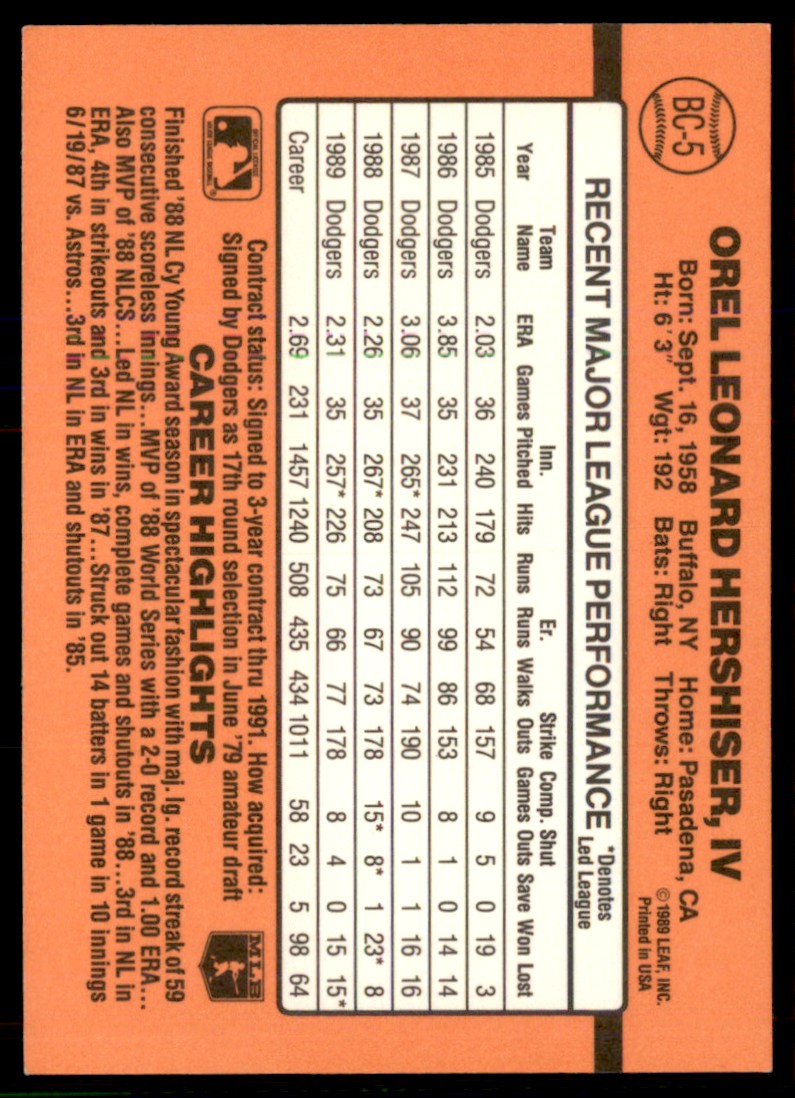 BC-5
OREL LEONARD HERSHISER, IV
Born: Sept. 16, 1958 Buffalo, NY Home: Pasadena, CA
Ht: 6' 3" Wgt: 192 Bats: Right Throws: Right
©1989 LEAF, INC.
Printed in USA
RECENT MAJOR LEAGUE PERFORMANCE *Denotes
Led League
Team Inn. Er. Strike Comp. Shut
Year Name ERA Games Pitched Hits Runs Runs Walks Outs Games Outs Save Won Lost
1985 Dodgers 2.03 36 240 179 72 54 68 157 9 5 0 19 3
1986 Dodgers 3.85 35 231 213 112 99 86 153 8 1 0 14 14
1987 Dodgers 3.06 37 265* 247 105 90 74 190 10 1 1 16 16
1988 Dodgers 2.26 35 267* 208 73 67 73 178 15* 8* 1 23* 8
1989 Dodgers 2.31 35 257* 226 75 66 77 178 8 4 0 15 15*
Career 2.69 231 1457 1240 508 435 434 1011 58 23 5 98 64
Contract status: Signed to 3-year contract thru 1991. How acquired:
Signed by Dodgers as 17th round selection in June '79 amateur draft
MLB
CAREER HIGHLIGHTS
Finished '88 NL Cy Young Award season in spectacular fashion with maj. lg. record streak of 59
consecutive scoreless innings...MVP of '88 World Series with a 2-0 record and 1.00 ERA...
Also MVP of '88 NLCS...Led NL in wins, complete games and shutouts in '88...3rd in NL in
ERA, 4th in strikeouts and 3rd in wins in '87...Struck out 14 batters in 1 game in 10 innings
6/19/87 vs. Astros...3rd in NL in ERA and shutouts in '85.